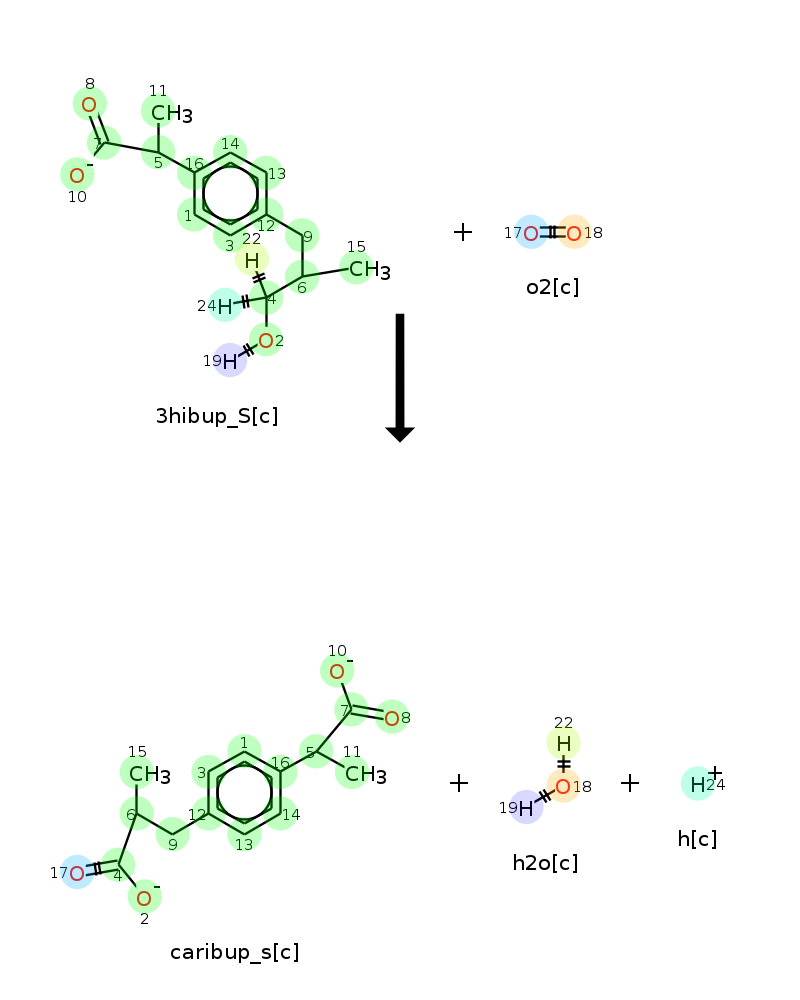 8
O
11
CH3
7
5
O-
10
16
14
13
1
3
12
22
H
9
15
CH3
6
24H
4
O2
19H
3hibup_S[c]
+
17O
O18
o2[c]
10
O-
7
O8
1
15
CH3
3
16
5
11
CH3
6
12
14
9
13
17O
4
O-
2
caribup_s[c]
+
22
H
O18
19H
h2o[c]
+
H+
24
h[c]